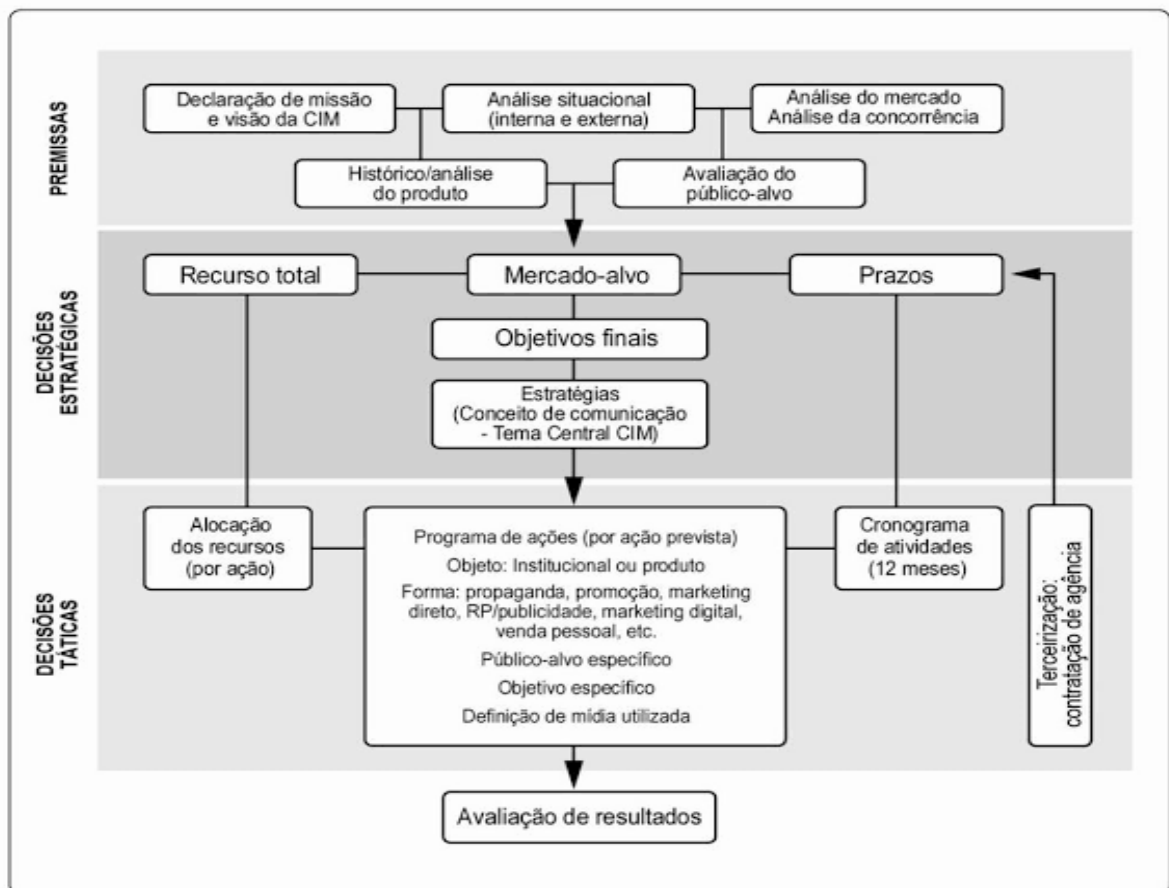 PREMISSAS
Declaração de missão
e visão da CIM
Análise situacional
(interna e externa)
Análise do mercado
Análise da concorrência
Histórico/análise
do produto
Avaliação do
público-alvo
DECISÕES
ESTRATÉGICAS
Recurso total
Mercado-alvo
Prazos
Objetivos finais
Estratégias
(Conceito de comunicação
- Tema Central CIM)
DECISÕES
TÁTICAS
Alocação
dos recursos
(por ação)
Programa de ações (por ação prevista)
Objeto: Institucional ou produto
Forma: propaganda, promoção, marketing
direto, RP/publicidade, marketing digital,
venda pessoal, etc.
Público-alvo específico
Objetivo específico
Definição de mídia utilizada
Cronograma
de atividades
(12 meses)
Terceirização:
contratação de agência
Avaliação de resultados